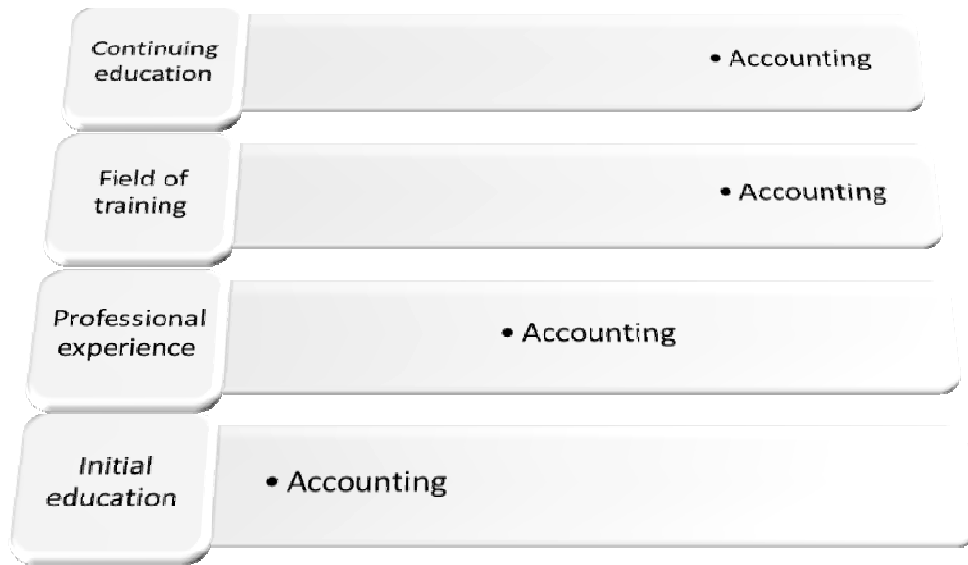 Continuing
education
• Accounting
Field of
training
• Accounting
Professional
experience
• Accounting
Initial
education
• Accounting